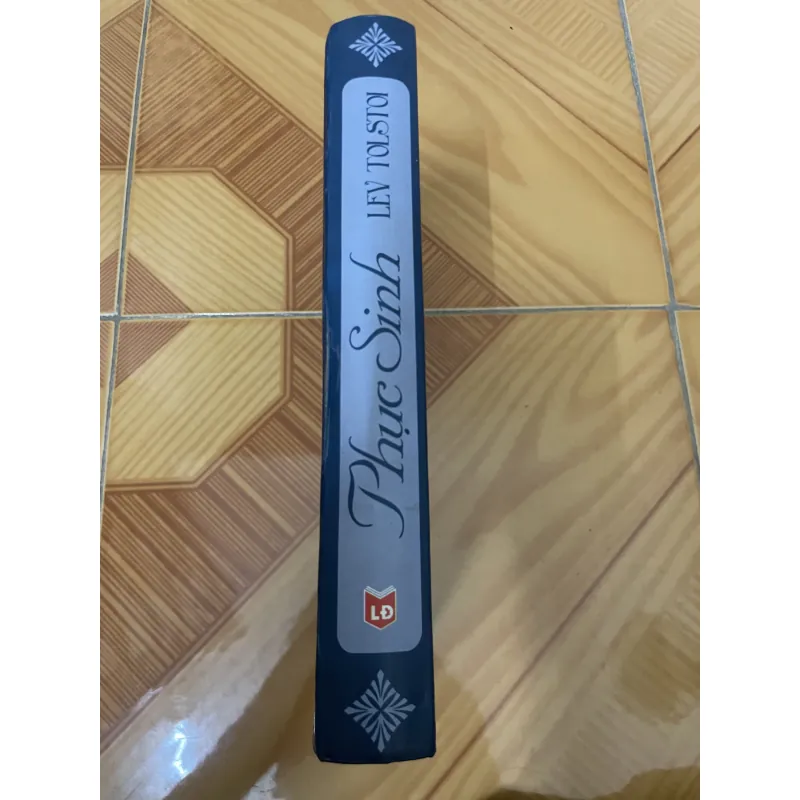 LEV TOLSTOI
Phục Sinh
LĐ